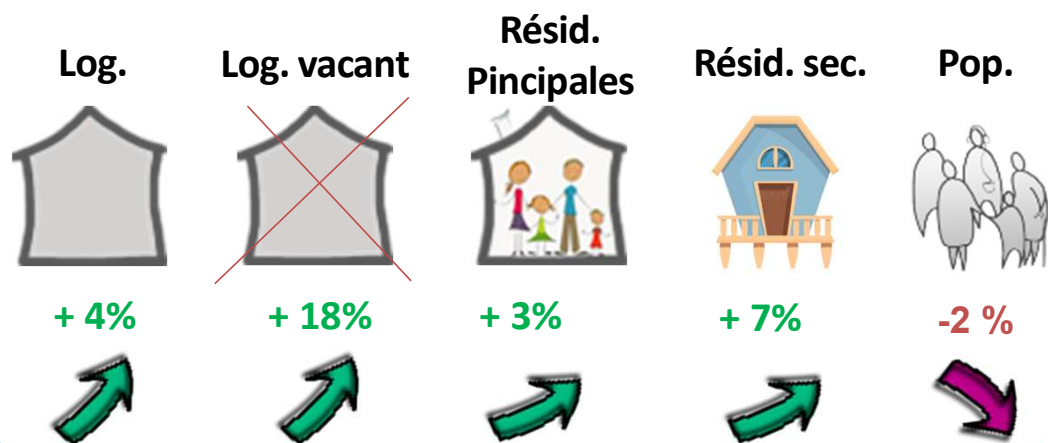 Log.
Log. vacant
Résid.
Pincipales
Résid. sec.
Pop.
+ 4%
+ 18%
+ 3%
+ 7%
-2 %